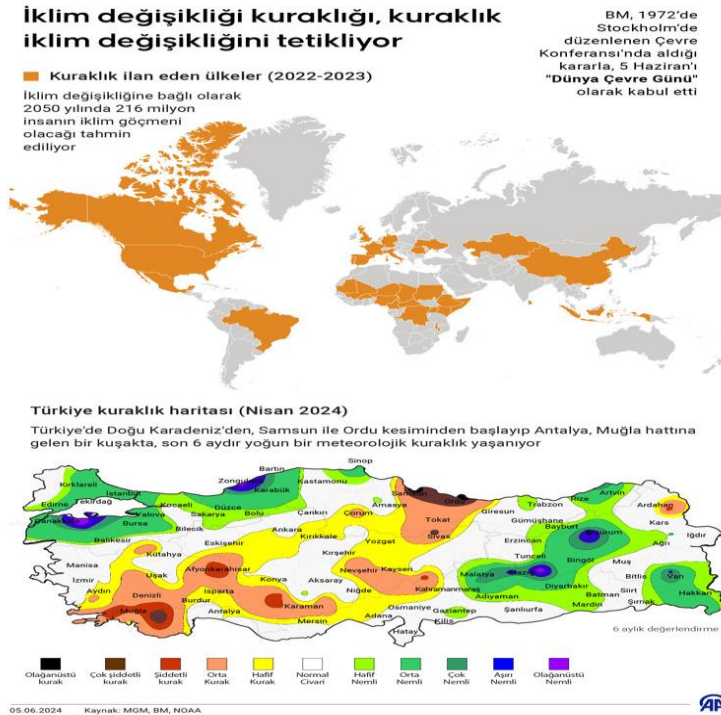 İklim değişikliği kuraklığı, kuraklık
iklim değişikliğini tetikliyor
BM, 1972'de
Stockholm'de
düzenlenen Çevre
Konferansı'nda aldığı
kararla, 5 Haziran'ı
"Dünya Çevre Günü"
olarak kabul etti
Kuraklık ilan eden ülkeler (2022-2023)
İklim değişikliğine bağlı olarak
2050 yılında 216 milyon
insanın iklim göçmeni
olacağı tahmin
ediliyor
Türkiye kuraklık haritası (Nisan 2024)
Türkiye'de Doğu Karadeniz'den, Samsun ile Ordu kesiminden başlayıp Antalya, Muğla hattına
gelen bir kuşakta, son 6 aydır yoğun bir meteorolojik kuraklık yaşanıyor
Sinop
Bartın
Kastamonu
Zonguldak
Karabük
Kırklareli
İstanbul
Edirne
Tekirdağ
Kocaeli
Düzce
Yalova
Sakarya
Bolu
Çankırı
Çorum
Amasya
Samsun
Ordu
Giresun
Trabzon
Rize
Artvin
Ardahan
Kars
Iğdır
Çanakkale
Bursa
Bilecik
Balıkesir
Eskişehir
Ankara
Kırıkkale
Yozgat
Tokat
Sivas
Gümüşhane
Bayburt
Erzurum
Erzincan
Ağrı
Kütahya
Manisa
Uşak
Afyonkarahisar
Kırşehir
Nevşehir
Kayseri
Tunceli
Bingöl
Muş
İzmir
Aydın
Denizli
Isparta
Konya
Aksaray
Niğde
Kahramanmaraş
Malatya
Elazığ
Diyarbakır
Batman
Bitlis
Siirt
Van
Muğla
Burdur
Antalya
Karaman
Mersin
Adana
Osmaniye
Gaziantep
Adıyaman
Şanlıurfa
Mardin
Şırnak
Hakkari
Hatay
Kilis
6 aylık değerlendirme
Olağanüstü kurak
Çok şiddetli kurak
Şiddetli kurak
Orta Kurak
Hafif Kurak
Normal Civarı
Hafif Nemli
Orta Nemli
Çok Nemli
Aşırı Nemli
Olağanüstü Nemli
05.06.2024
Kaynak: MGM, BM, NOAA
AA